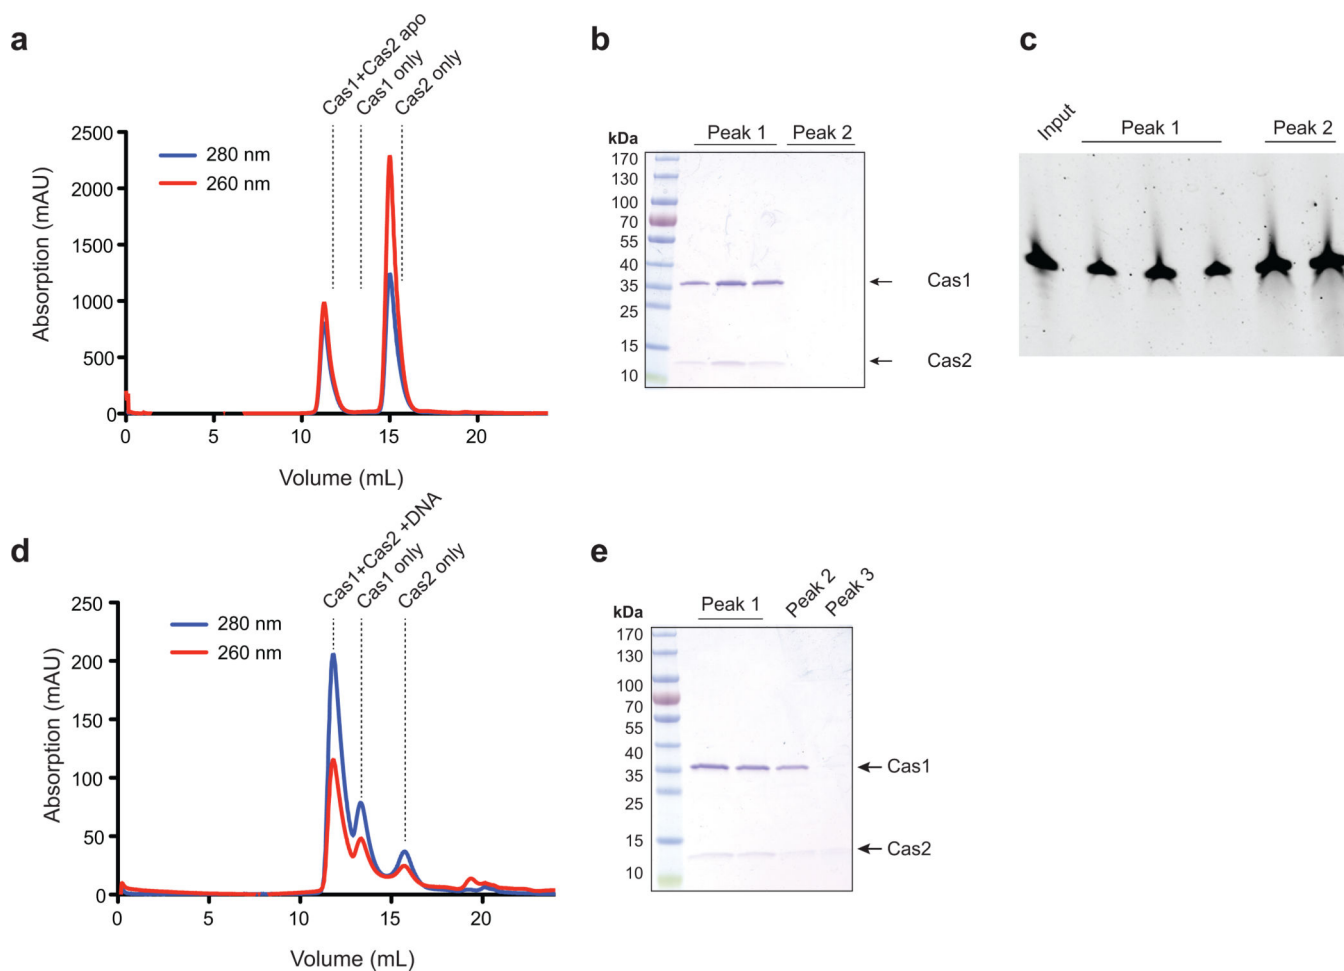 a
Cas1+Cas2 apo
Cas1 only
Cas2 only
2500
2000
1500
1000
500
0
280 nm
260 nm
Absorption (mAU)
0 5 10 15 20
Volume (mL)
b
kDa
Peak 1 Peak 2
170
130
100
70
55
40
35
25
15
10
Cas1
Cas2
c
Input
Peak 1
Peak 2
d
Cas1+Cas2 +DNA
Cas1 only
Cas2 only
250
200
150
100
50
0
280 nm
260 nm
Absorption (mAU)
0 5 10 15 20
Volume (mL)
e
kDa
Peak 1
Peak 2
Peak 3
170
130
100
70
55
40
35
25
15
10
Cas1
Cas2